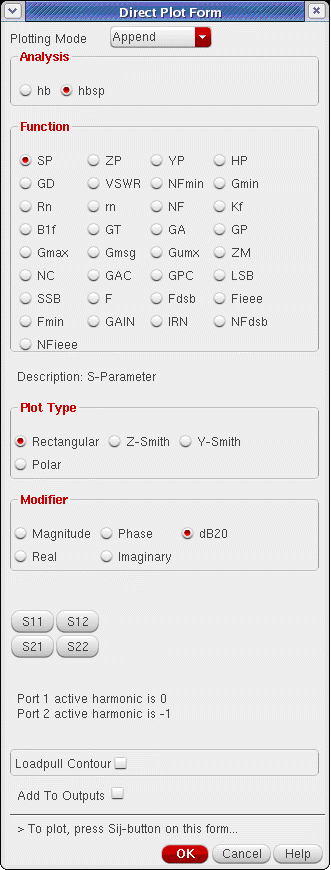 Direct Plot Form
Plotting Mode Append
Analysis
hb hbsp
Function
SP ZP YP HP
GD VSWR NFmin Gmin
Rn rn NF Kf
B1f GT GA GP
Gmax Gmsg Gumx ZM
NC GAC GPC LSB
SSB F Fdsb Fieee
Fmin GAIN IRN NFdsb
NFieee
Description: S-Parameter
Plot Type
Rectangular Z-Smith Y-Smith
Polar
Modifier
Magnitude Phase dB20
Real Imaginary
S11 S12
S21 S22
Port 1 active harmonic is 0
Port 2 active harmonic is -1
Loadpull Contour
Add To Outputs
> To plot, press Sij-button on this form...
OK Cancel Help